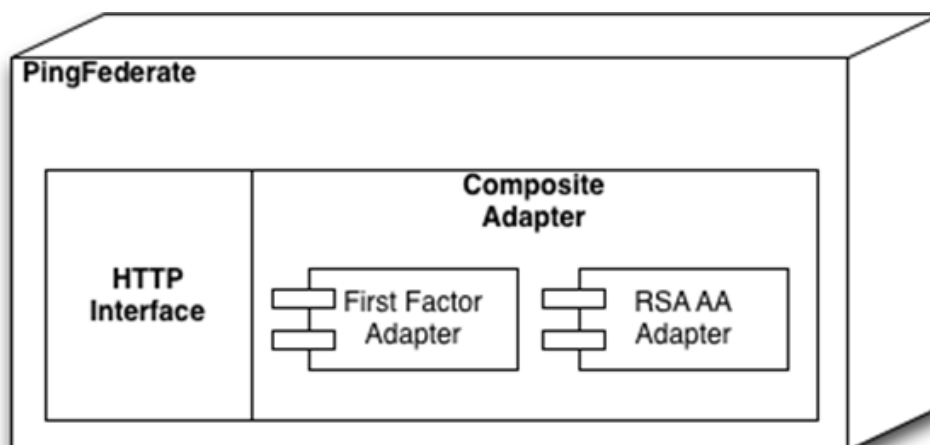 PingFederate
Composite
Adapter
HTTP
Interface
First Factor
Adapter
RSA AA
Adapter